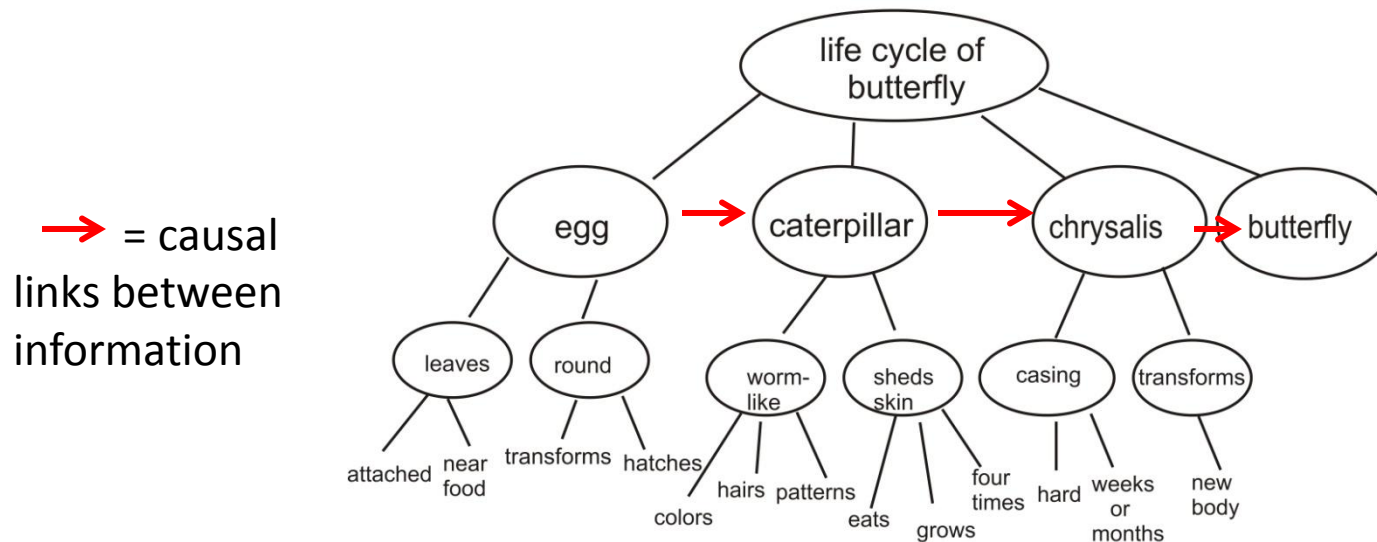 life cycle of
butterfly
egg
caterpillar
chrysalis
butterfly
= causal
links between
information
leaves
round
worm-
like
sheds
skin
casing
transforms
attached
near
food
transforms
hatches
colors
hairs
patterns
eats
grows
four
times
hard
weeks
or
months
new
body